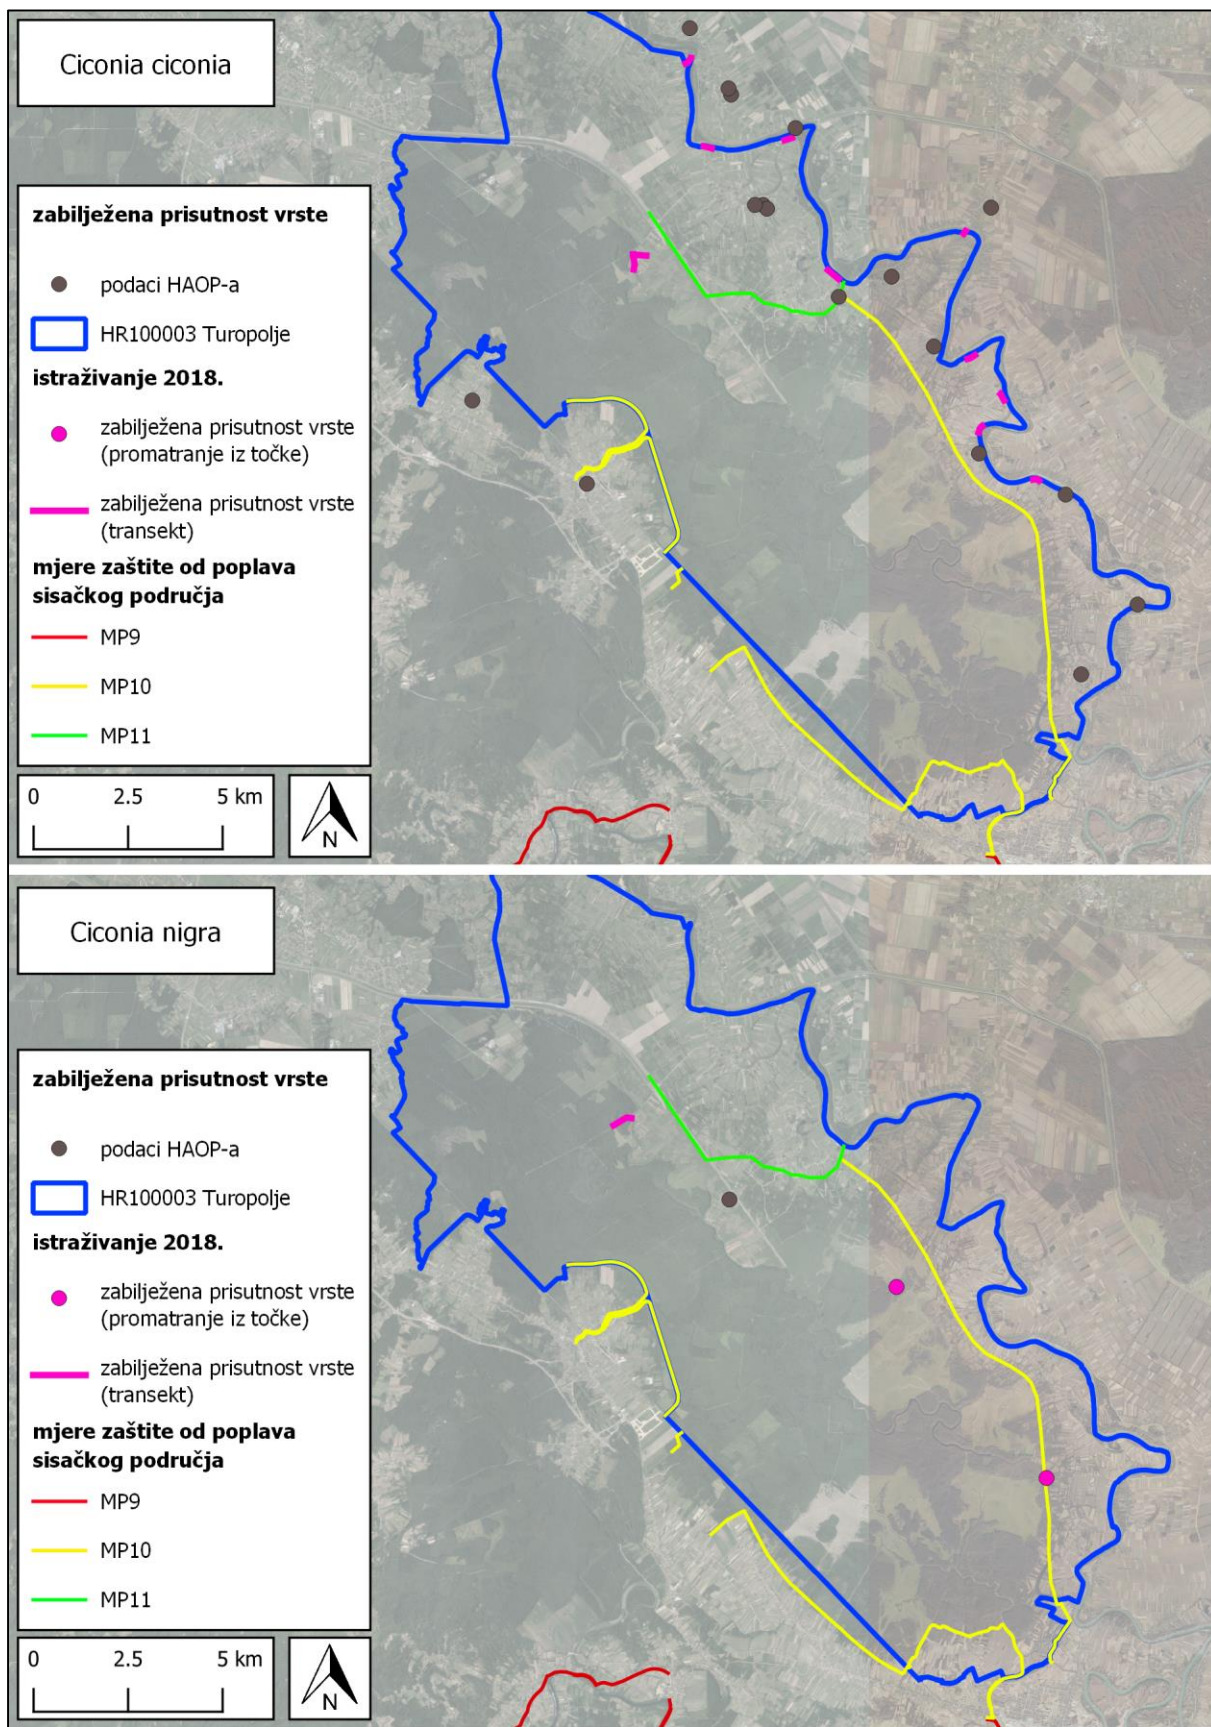 Ciconia ciconia
zabilježena prisutnost vrste
podaci HAOP-a
HR100003 Turopolje
istraživanje 2018.
zabilježena prisutnost vrste
(promatranje iz točke)
zabilježena prisutnost vrste
(transekt)
mjere zaštite od poplava
sisačkog područja
MP9
MP10
MP11
0 2.5 5 km
N
Ciconia nigra
zabilježena prisutnost vrste
podaci HAOP-a
HR100003 Turopolje
istraživanje 2018.
zabilježena prisutnost vrste
(promatranje iz točke)
zabilježena prisutnost vrste
(transekt)
mjere zaštite od poplava
sisačkog područja
MP9
MP10
MP11
0 2.5 5 km
N